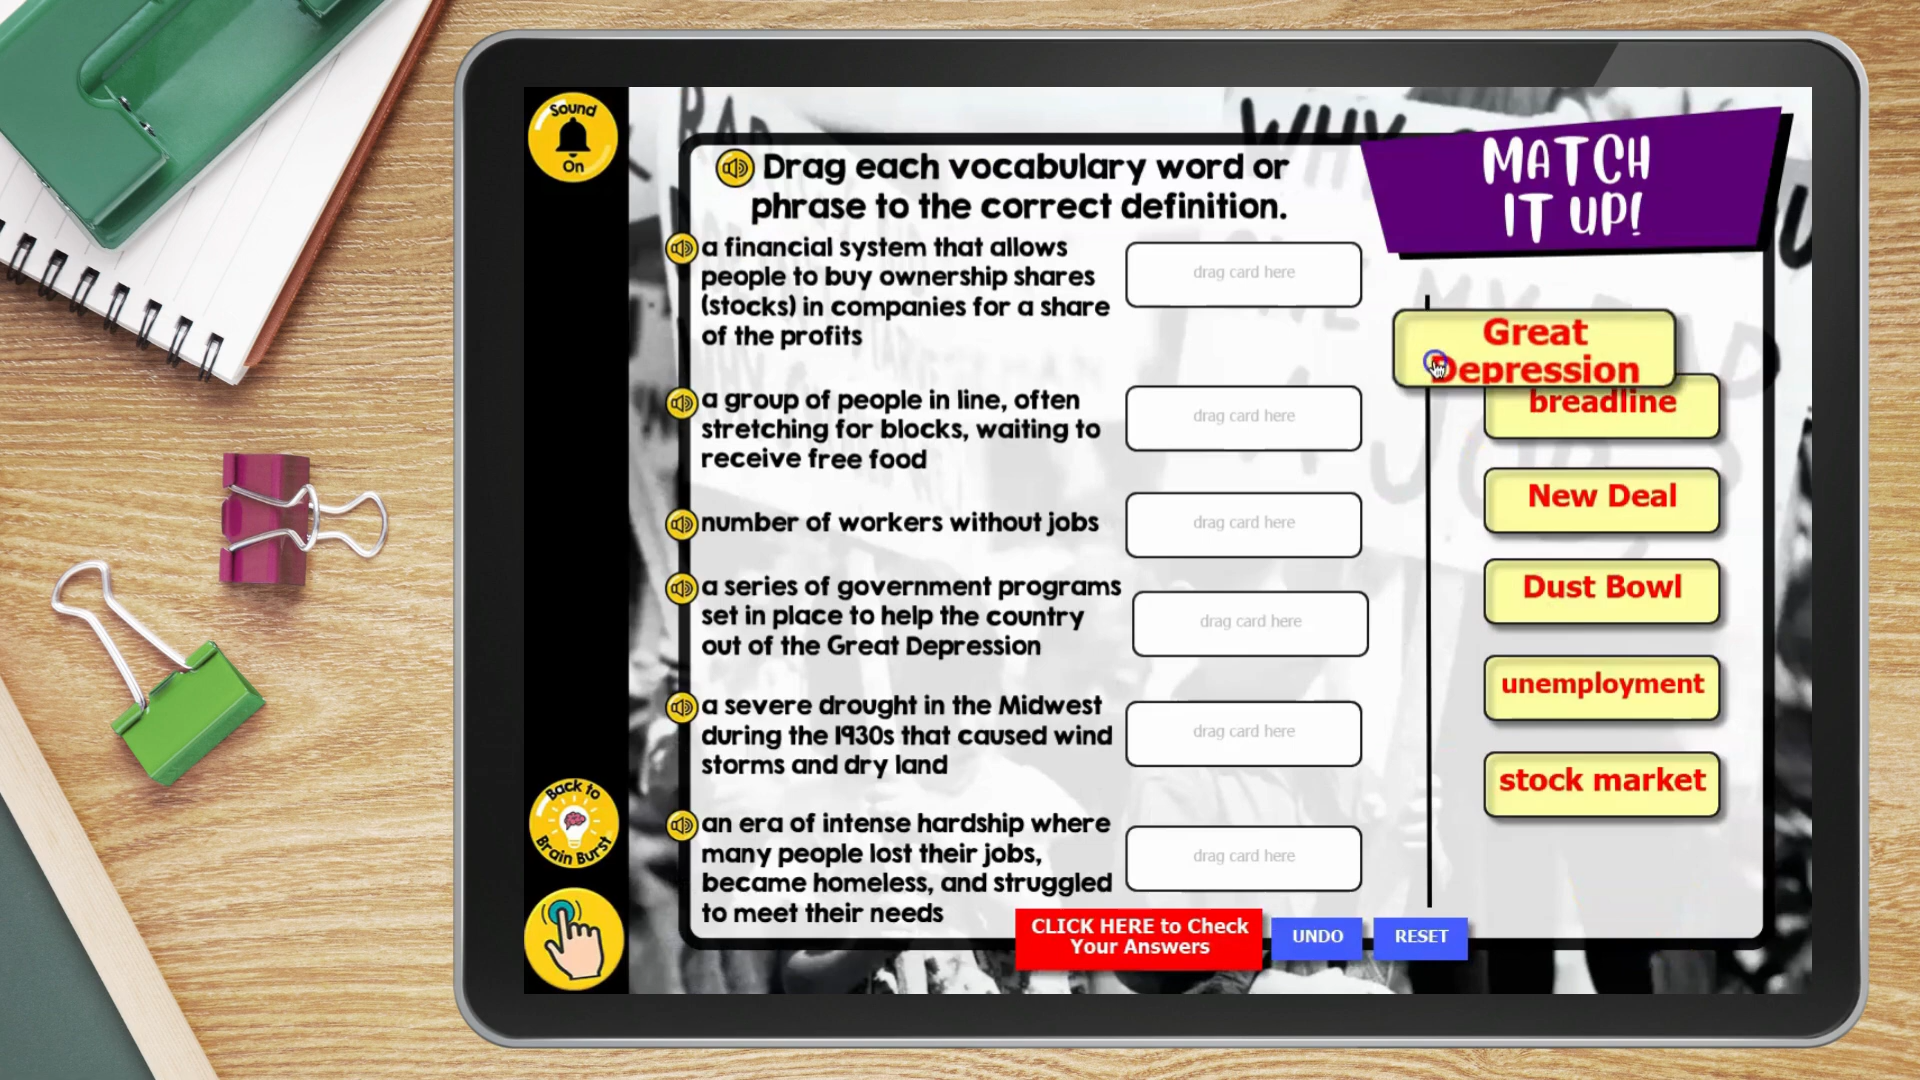 Sound
On
Drag each vocabulary word or
phrase to the correct definition.
MATCH
IT UP!
a financial system that allows
people to buy ownership shares
(stocks) in companies for a share
of the profits
drag card here
a group of people in line, often
stretching for blocks, waiting to
receive free food
drag card here
number of workers without jobs
drag card here
a series of government programs
set in place to help the country
out of the Great Depression
drag card here
a severe drought in the Midwest
during the 1930s that caused wind
storms and dry land
drag card here
an era of intense hardship where
many people lost their jobs,
became homeless, and struggled
to meet their needs
drag card here
Great
Depression
breadline
New Deal
Dust Bowl
unemployment
stock market
Back to
Brain Burst
CLICK HERE to Check
Your Answers
UNDO
RESET
WHY